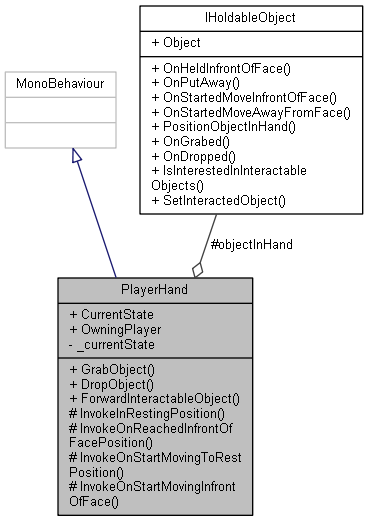 IHoldableObject
+ Object
+ OnHeldInfrontOfFace()
+ OnPutAway()
+ OnStartedMoveInfrontOfFace()
+ OnStartedMoveAwayFromFace()
+ PositionObjectInHand()
+ OnGrabed()
+ OnDropped()
+ IsInterestedInInteractable
Objects()
+ SetInteractedObject()
MonoBehaviour
#objectInHand
PlayerHand
+ CurrentState
+ OwningPlayer
- _currentState
+ GrabObject()
+ DropObject()
+ ForwardInteractableObject()
# InvokeInRestingPosition()
# InvokeOnReachedInfrontOf
FacePosition()
# InvokeOnStartMovingToRest
Position()
# InvokeOnStartMovingInfront
OfFace()